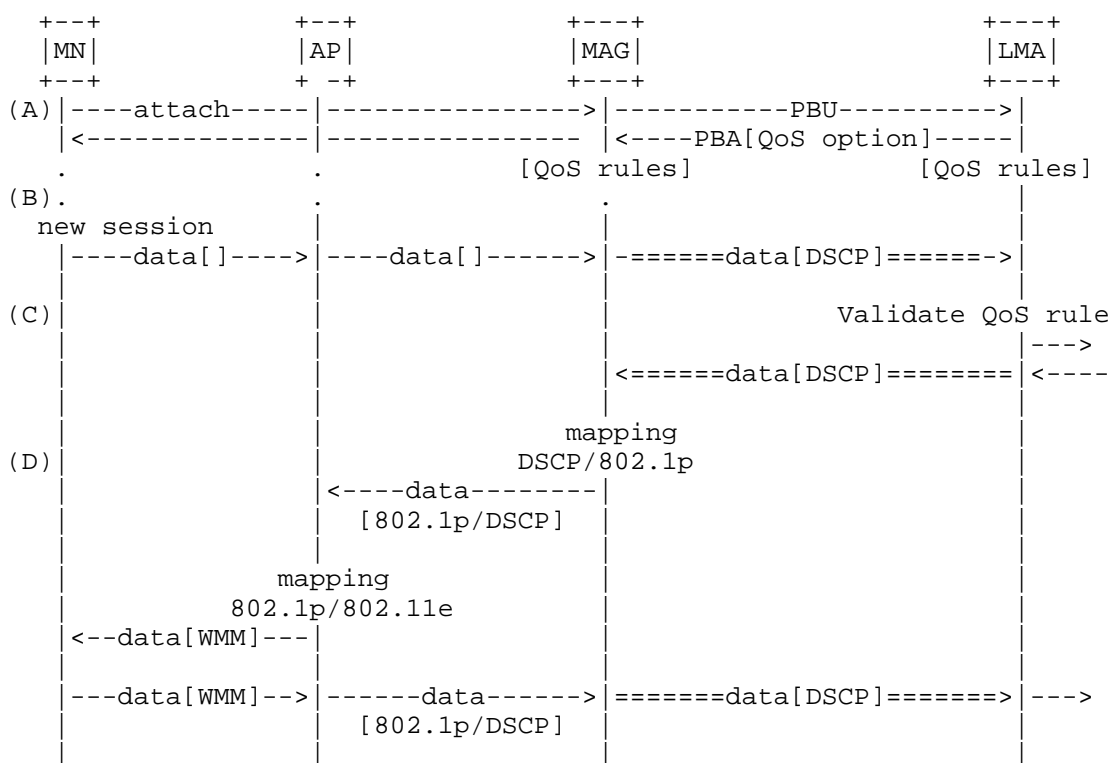 +--+ +--+ +---+ +---+
|MN| |AP| |MAG| |LMA|
+--+ + -+ +---+ +---+
(A)|----attach-----|---------------->|-----------PBU---------->|
|<--------------|---------------- |<----PBA[QoS option]-----|
. . [QoS rules] [QoS rules]
(B). . . |
new session | | |
|----data[]---->|----data[]------>|-======data[DSCP]======->|
| | | |
(C)| | | Validate QoS rule
| | | |--->
| | |<======data[DSCP]========|<----
| | | |
| | mapping |
(D)| | DSCP/802.1p |
| |<----data--------| |
| | [802.1p/DSCP] | |
| | | |
| mapping | |
| 802.1p/802.11e | |
|<--data[WMM]---| | |
| | | |
|---data[WMM]-->|------data------>|=======data[DSCP]=======>|--->
| | [802.1p/DSCP] | |
| | | |